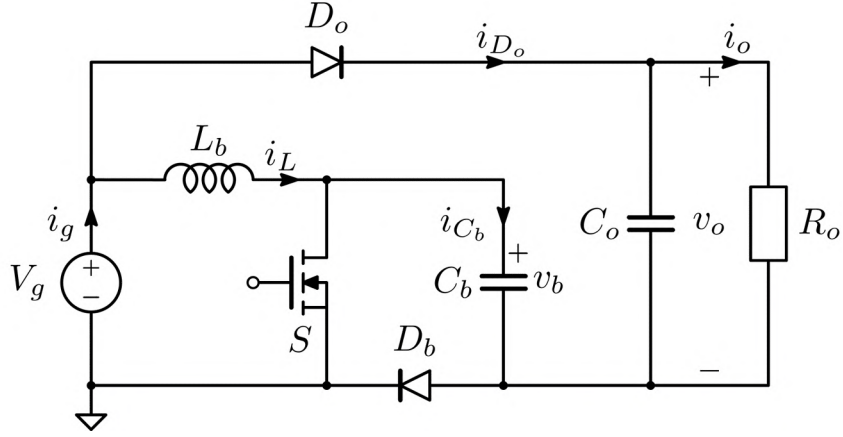 D_o
i_{D_o}
i_o
+
L_b
i_L
i_g
i_{C_b}
V_g
+
−
S
C_b
+
v_b
C_o
v_o
R_o
D_b
−